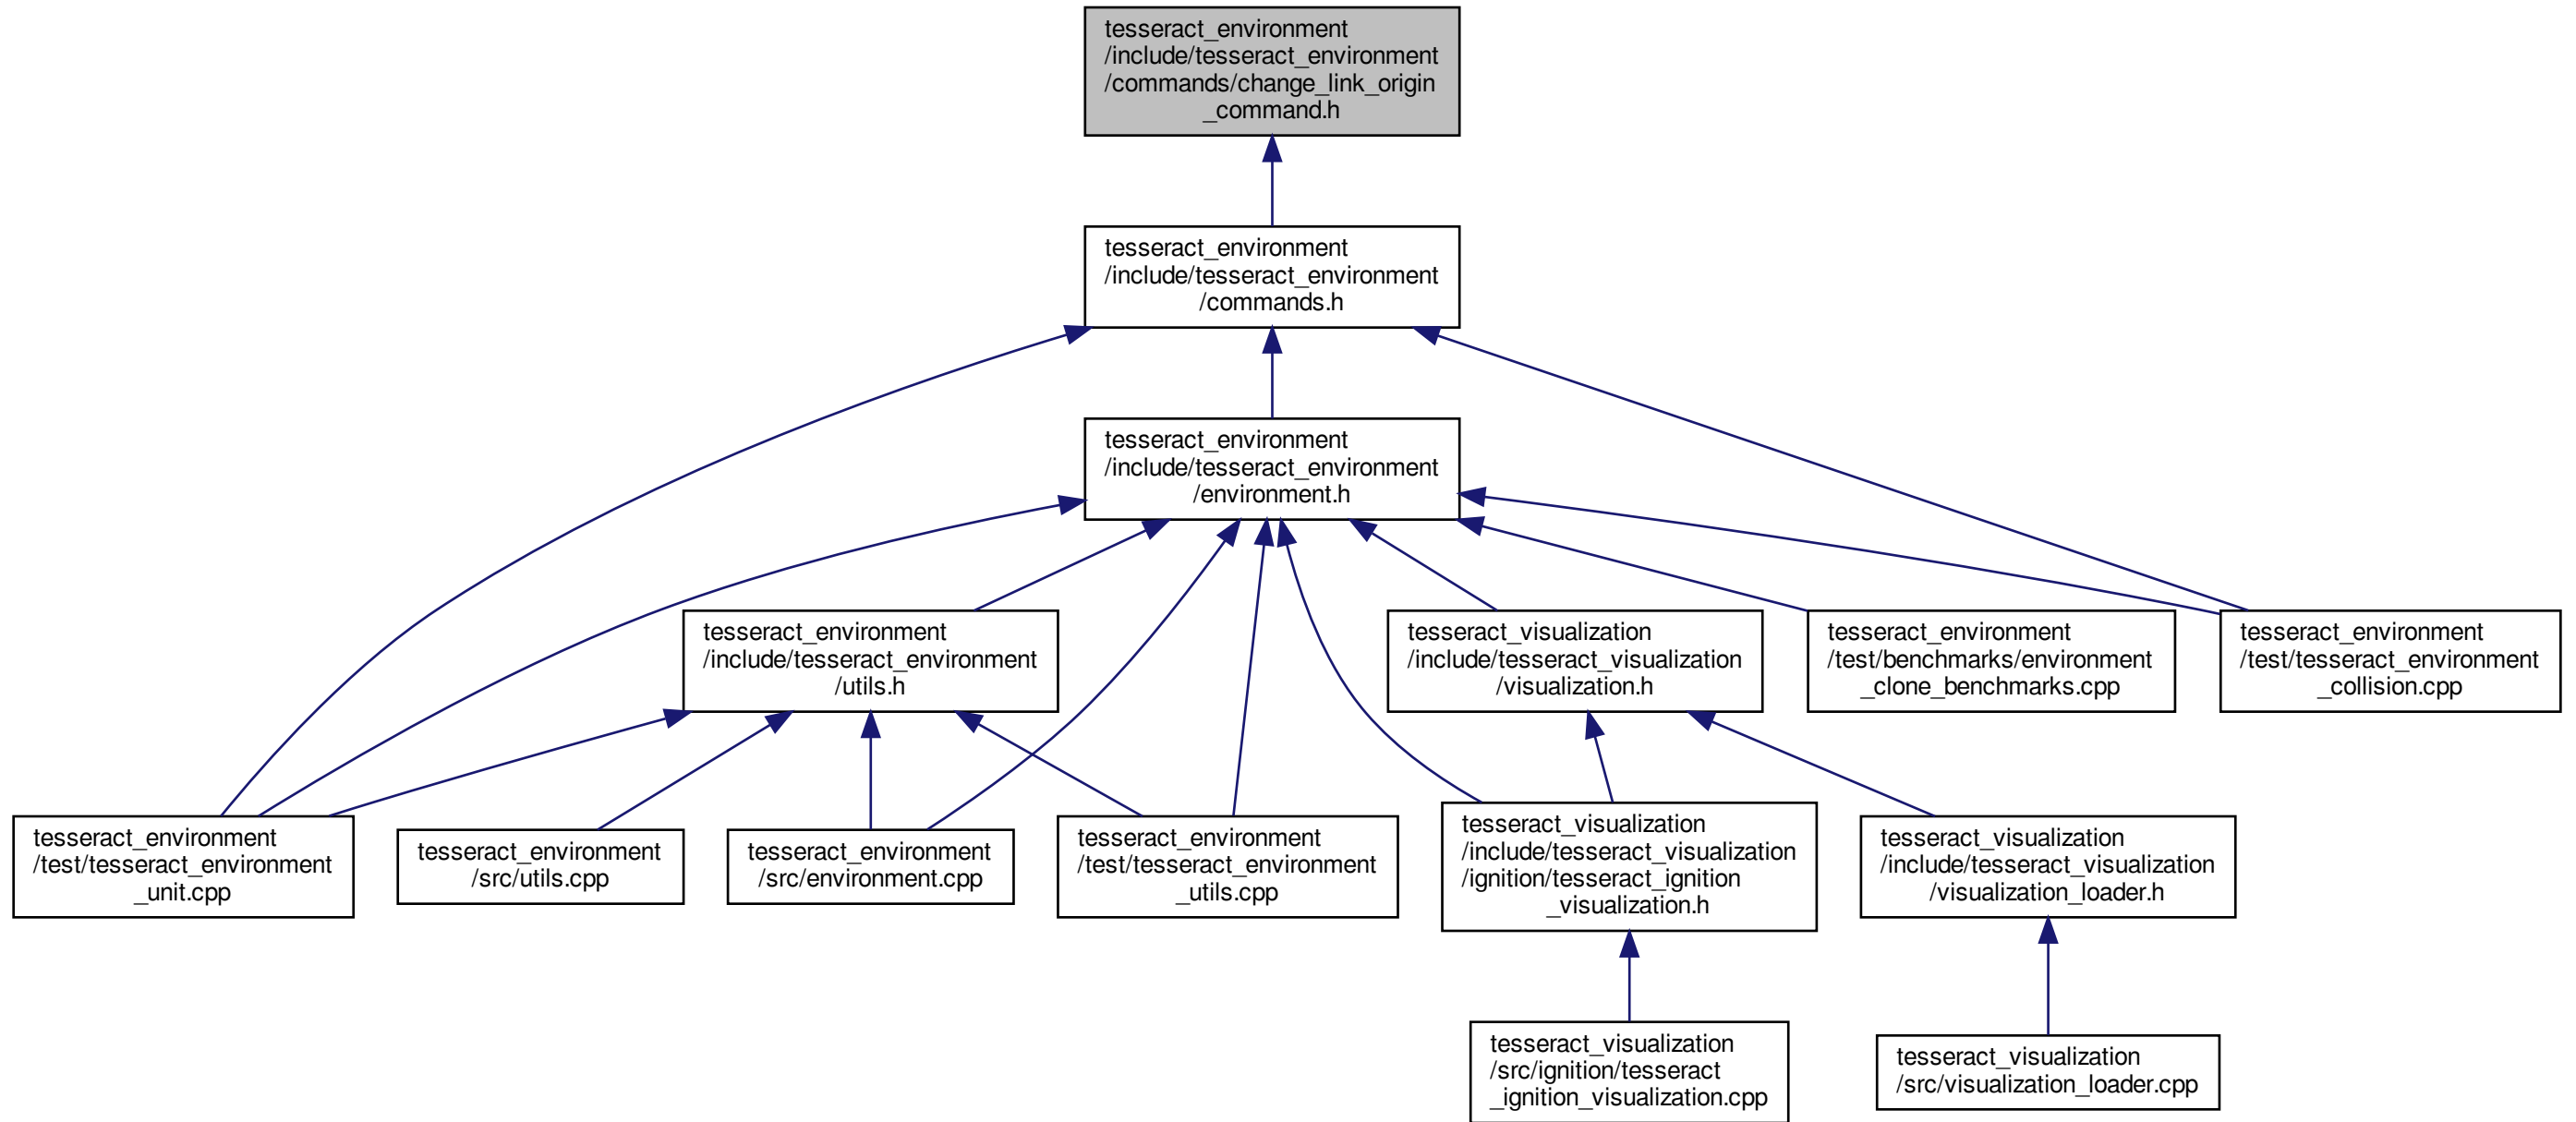 tesseract_environment
/include/tesseract_environment
/commands/change_link_origin
_command.h
tesseract_environment
/include/tesseract_environment
/commands.h
tesseract_environment
/include/tesseract_environment
/environment.h
tesseract_environment
/include/tesseract_environment
/utils.h
tesseract_visualization
/include/tesseract_visualization
/visualization.h
tesseract_environment
/test/benchmarks/environment
_clone_benchmarks.cpp
tesseract_environment
/test/tesseract_environment
_collision.cpp
tesseract_environment
/test/tesseract_environment
_unit.cpp
tesseract_environment
/src/utils.cpp
tesseract_environment
/src/environment.cpp
tesseract_environment
/test/tesseract_environment
_utils.cpp
tesseract_visualization
/include/tesseract_visualization
/ignition/tesseract_ignition
_visualization.h
tesseract_visualization
/include/tesseract_visualization
/visualization_loader.h
tesseract_visualization
/src/ignition/tesseract
_ignition_visualization.cpp
tesseract_visualization
/src/visualization_loader.cpp